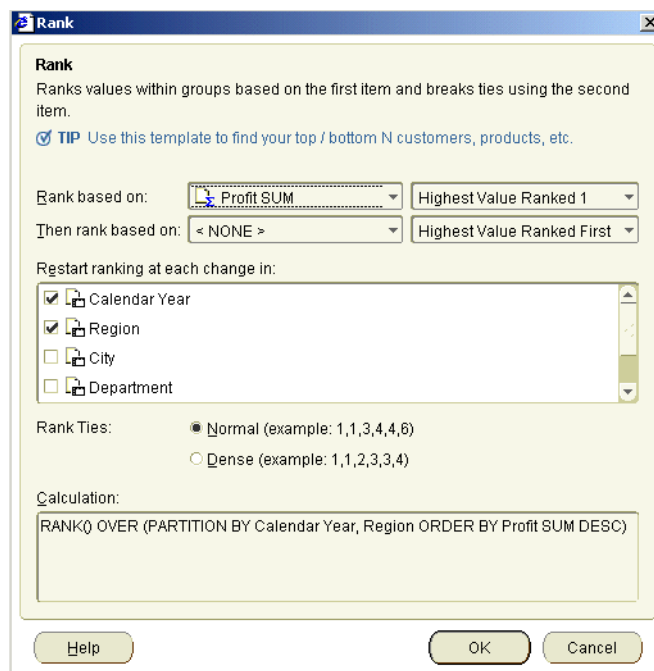 Rank
Rank
Ranks values within groups based on the first item and breaks ties using the second
item.
TIP Use this template to find your top / bottom N customers, products, etc.
Rank based on: Profit SUM Highest Value Ranked 1
Then rank based on: < NONE > Highest Value Ranked First
Restart ranking at each change in:
Calendar Year
Region
City
Department
Rank Ties: Normal (example: 1,1,3,4,4,6)
Dense (example: 1,1,2,3,3,4)
Calculation:
RANK() OVER (PARTITION BY Calendar Year, Region ORDER BY Profit SUM DESC)
Help OK Cancel